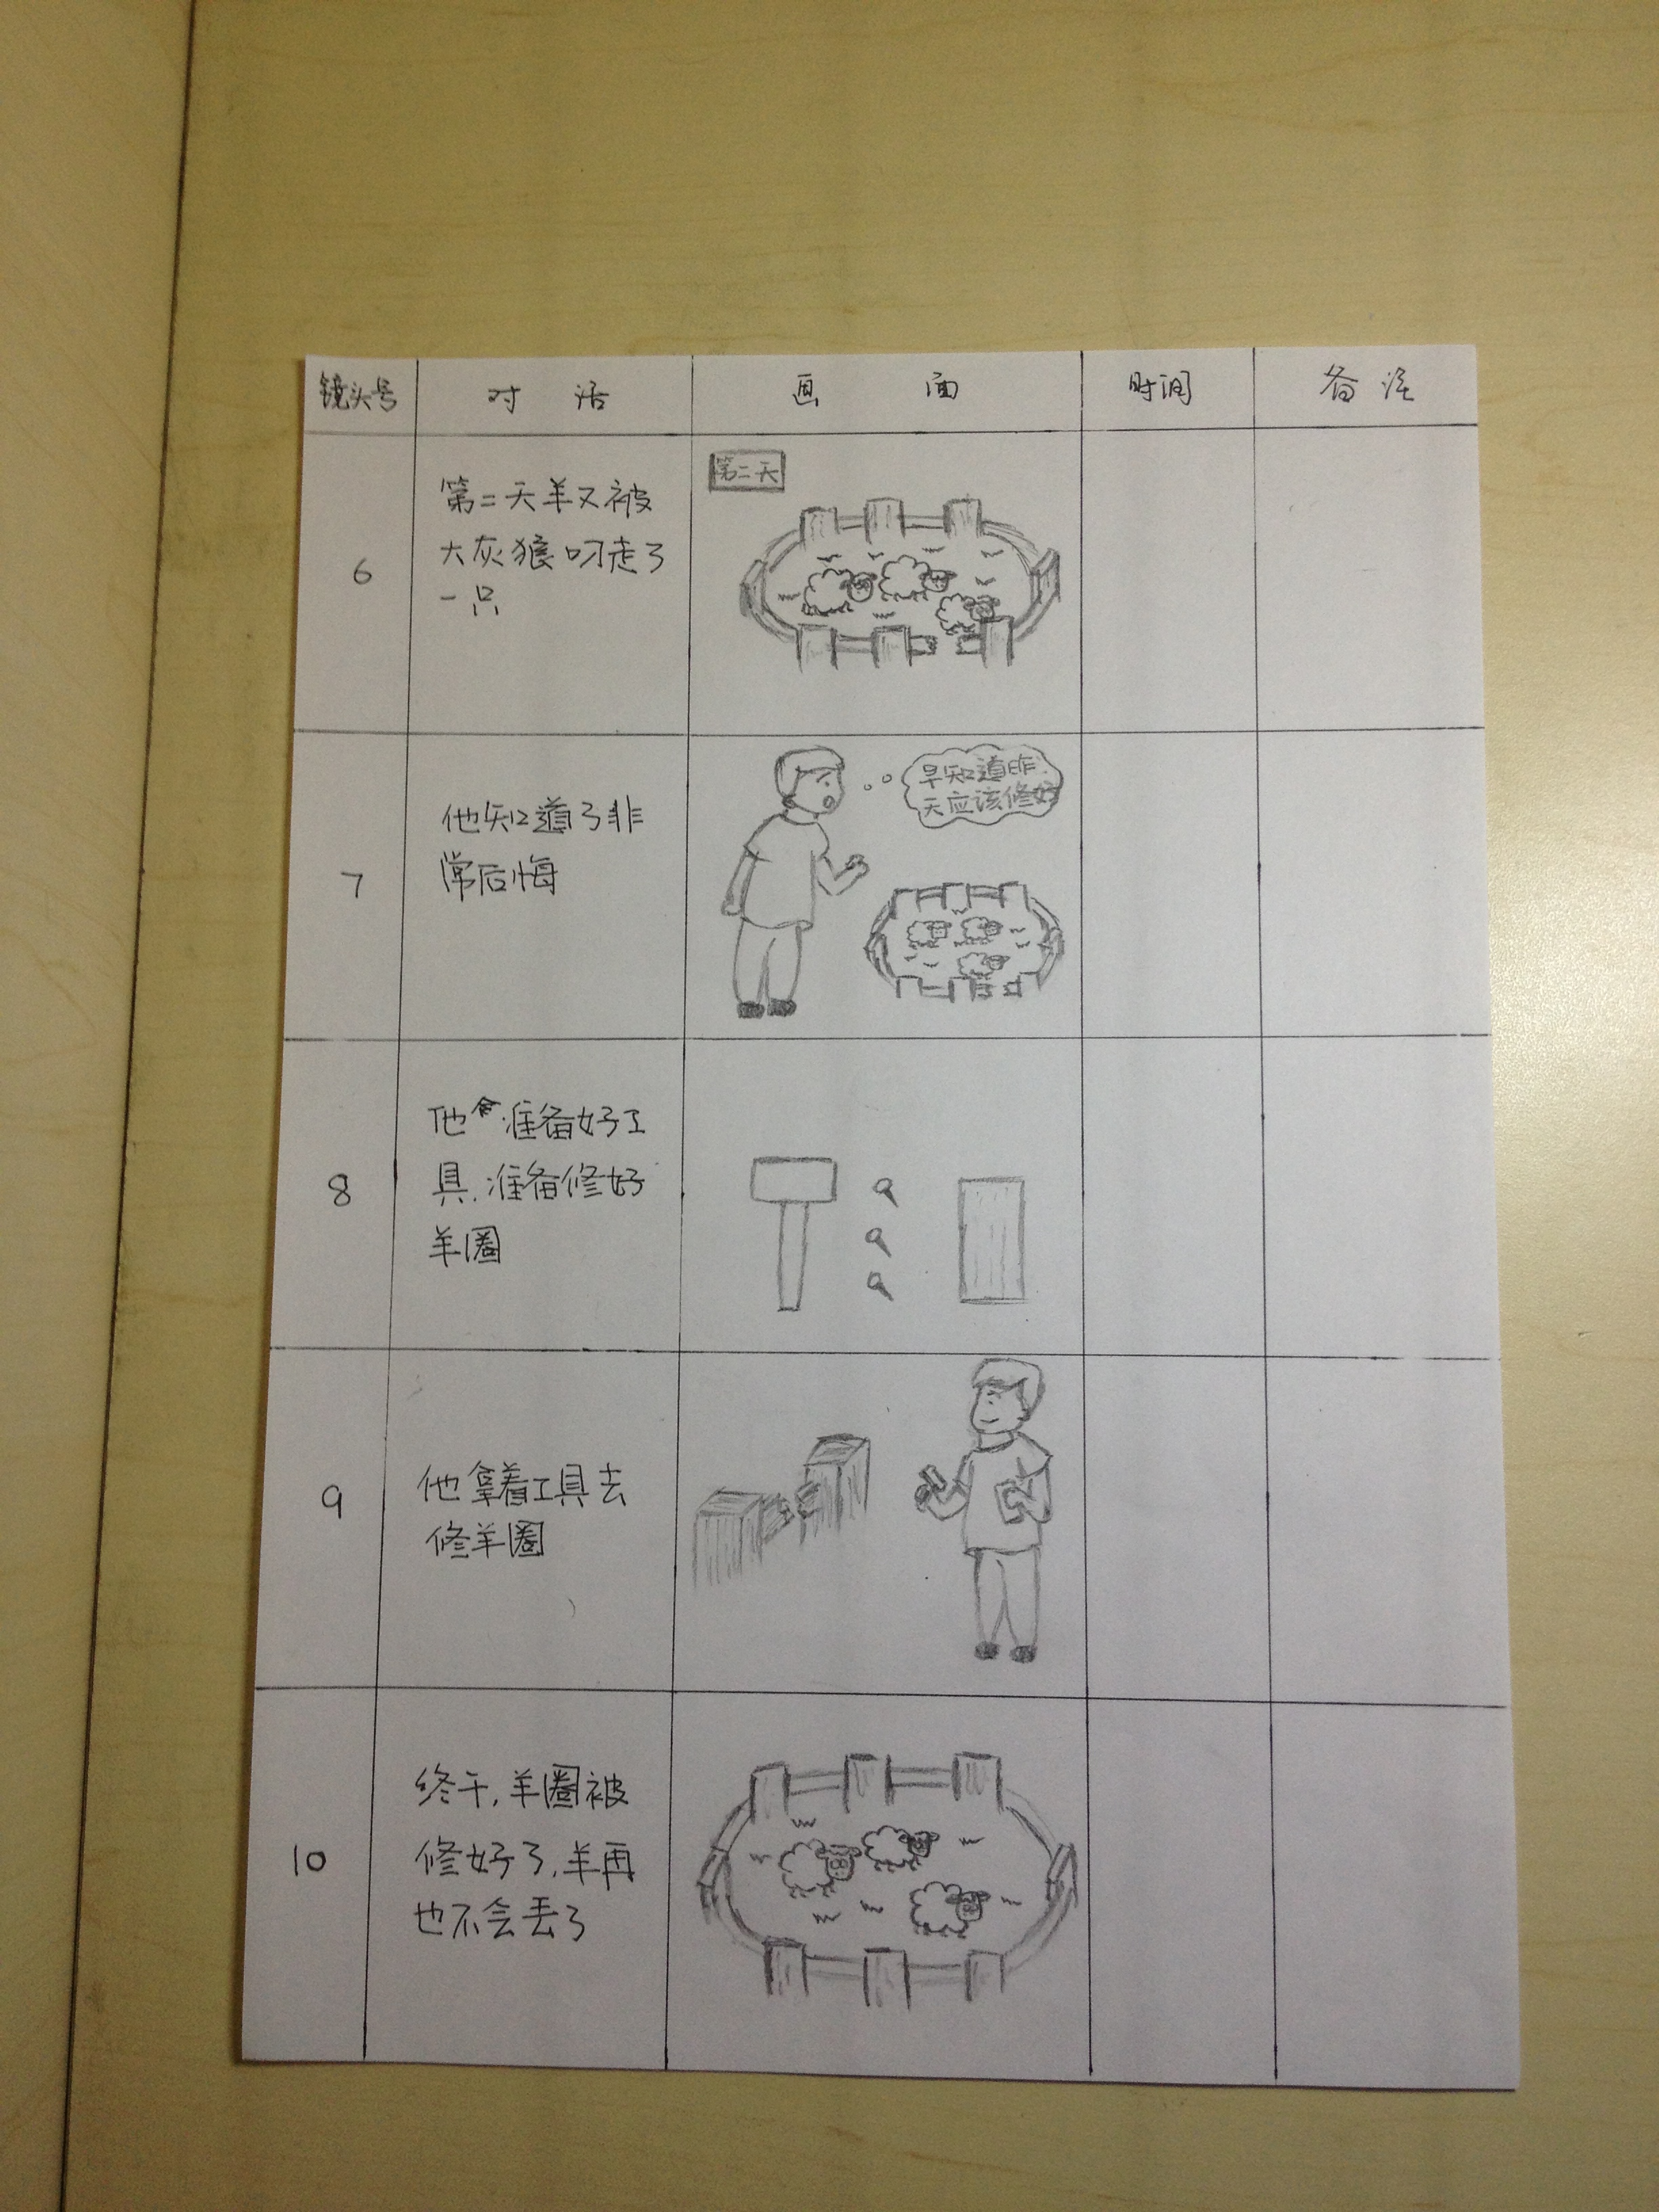 镜头号 对话 画面 时间 备注
6
第二天羊又被
大灰狼叼走了
一只
第二天
7
他知道了非
常后悔
早知道昨
天应该修好
8
他准备好工
具,准备修好
羊圈
9
他拿着工具去
修羊圈
10
终于,羊圈被
修好了,羊再
也不会丢了